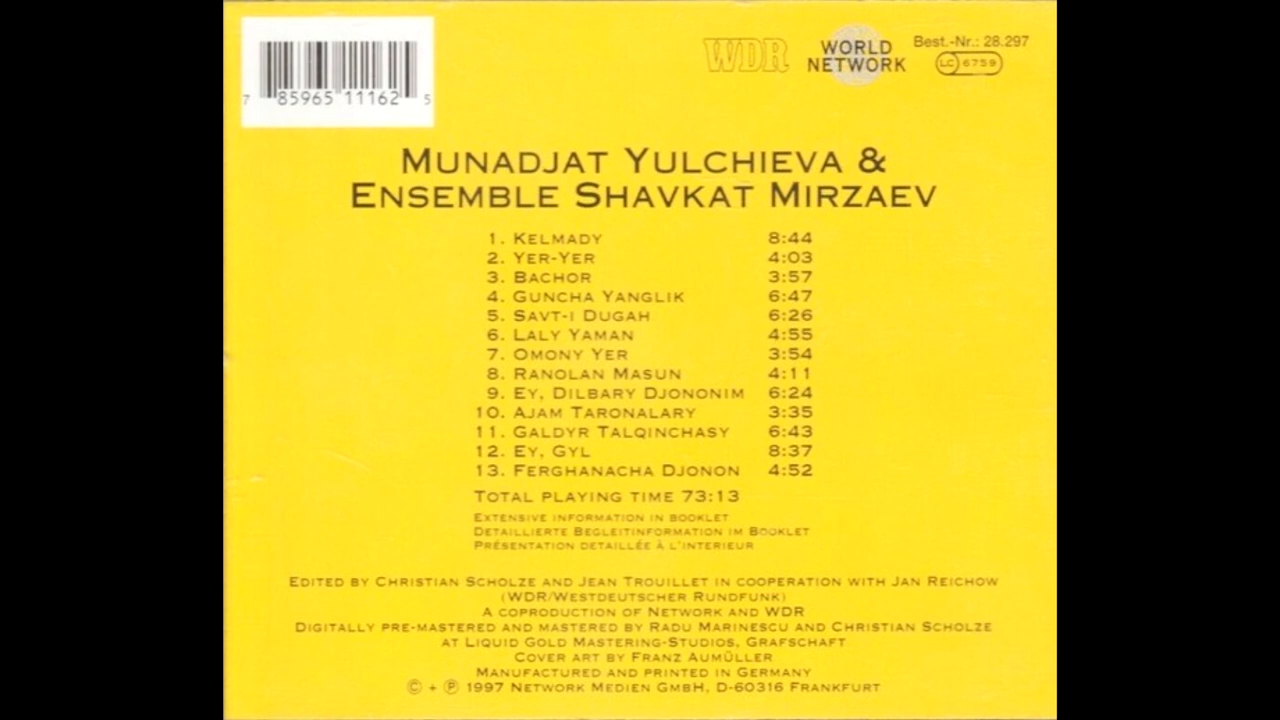 7 85965 11162 5
WDR
WORLD NETWORK
Best.-Nr.: 28.297
LC 6759
MUNADJAT YULCHIEVA &
ENSEMBLE SHAVKAT MIRZAEV
1. KELMADY 8:44
2. YER-YER 4:03
3. BACHOR 3:57
4. GUNCHA YANGLIK 6:47
5. SAVT-I DUGAH 6:26
6. LALY YAMAN 4:55
7. OMONY YER 3:54
8. RANOLAN MASUN 4:11
9. EY, DILBARY DJONONIM 6:24
10. AJAM TARONALARY 3:35
11. GALDYR TALQINCHASY 6:43
12. EY, GYL 8:37
13. FERGHANACHA DJONON 4:52
TOTAL PLAYING TIME 73:13
EXTENSIVE INFORMATION IN BOOKLET
DETAILLIERTE BEGLEITINFORMATION IM BOOKLET
PRÉSENTATION DETAILLÉE À L'INTERIEUR
EDITED BY CHRISTIAN SCHOLZE AND JEAN TROUILLET IN COOPERATION WITH JAN REICHOW
(WDR/WESTDEUTSCHER RUNDFUNK)
A COPRODUCTION OF NETWORK AND WDR
DIGITALLY PRE-MASTERED AND MASTERED BY RADU MARINESCU AND CHRISTIAN SCHOLZE
AT LIQUID GOLD MASTERING-STUDIOS, GRAFSCHAFT
COVER ART BY FRANZ AUMÜLLER
MANUFACTURED AND PRINTED IN GERMANY
© + ℗ 1997 NETWORK MEDIEN GMBH, D-60316 FRANKFURT